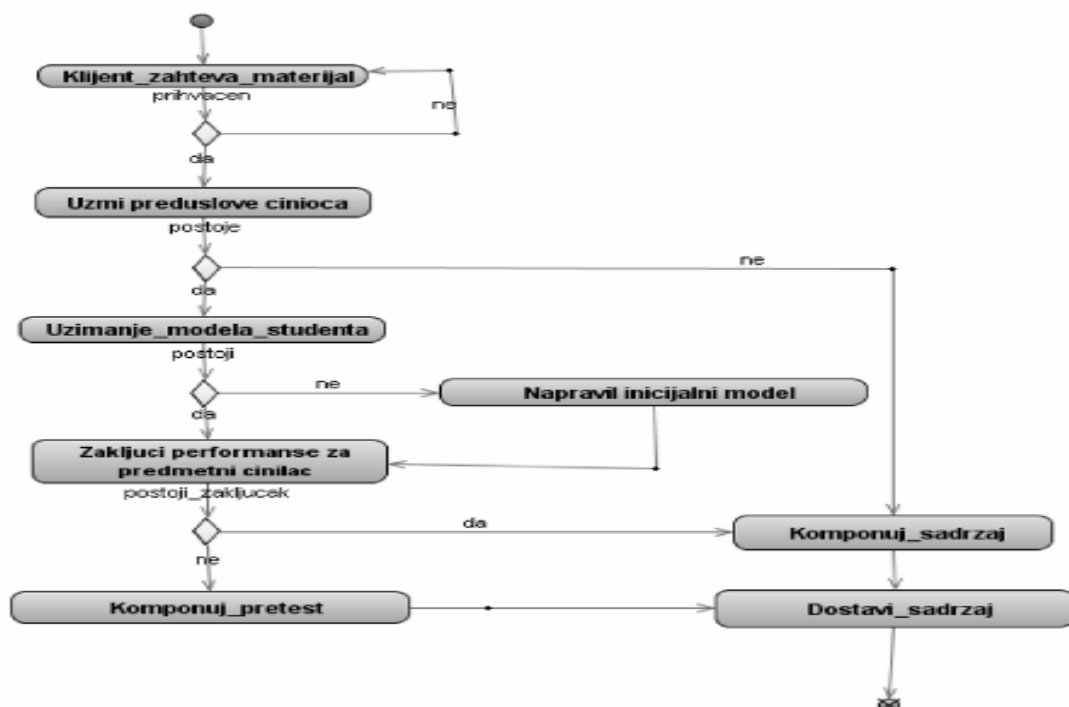 Klijent_zahteva_materijal
prihvacen
ne
da
Uzmi preduslove cinioca
postoje
ne
da
Uzimanje_modela_studenta
postoji
ne
Napravil inicijalni model
da
Zakljuci performanse za
predmetni cinilac
postoji_zakljucak
da
Komponuj_sadrzaj
ne
Komponuj_pretest
Dostavi_sadrzaj